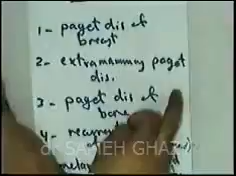 1- paget dis of
breast
2- extramammary paget
dis.
3- paget dis of
bone
4-
dr SAMEH GHAZY